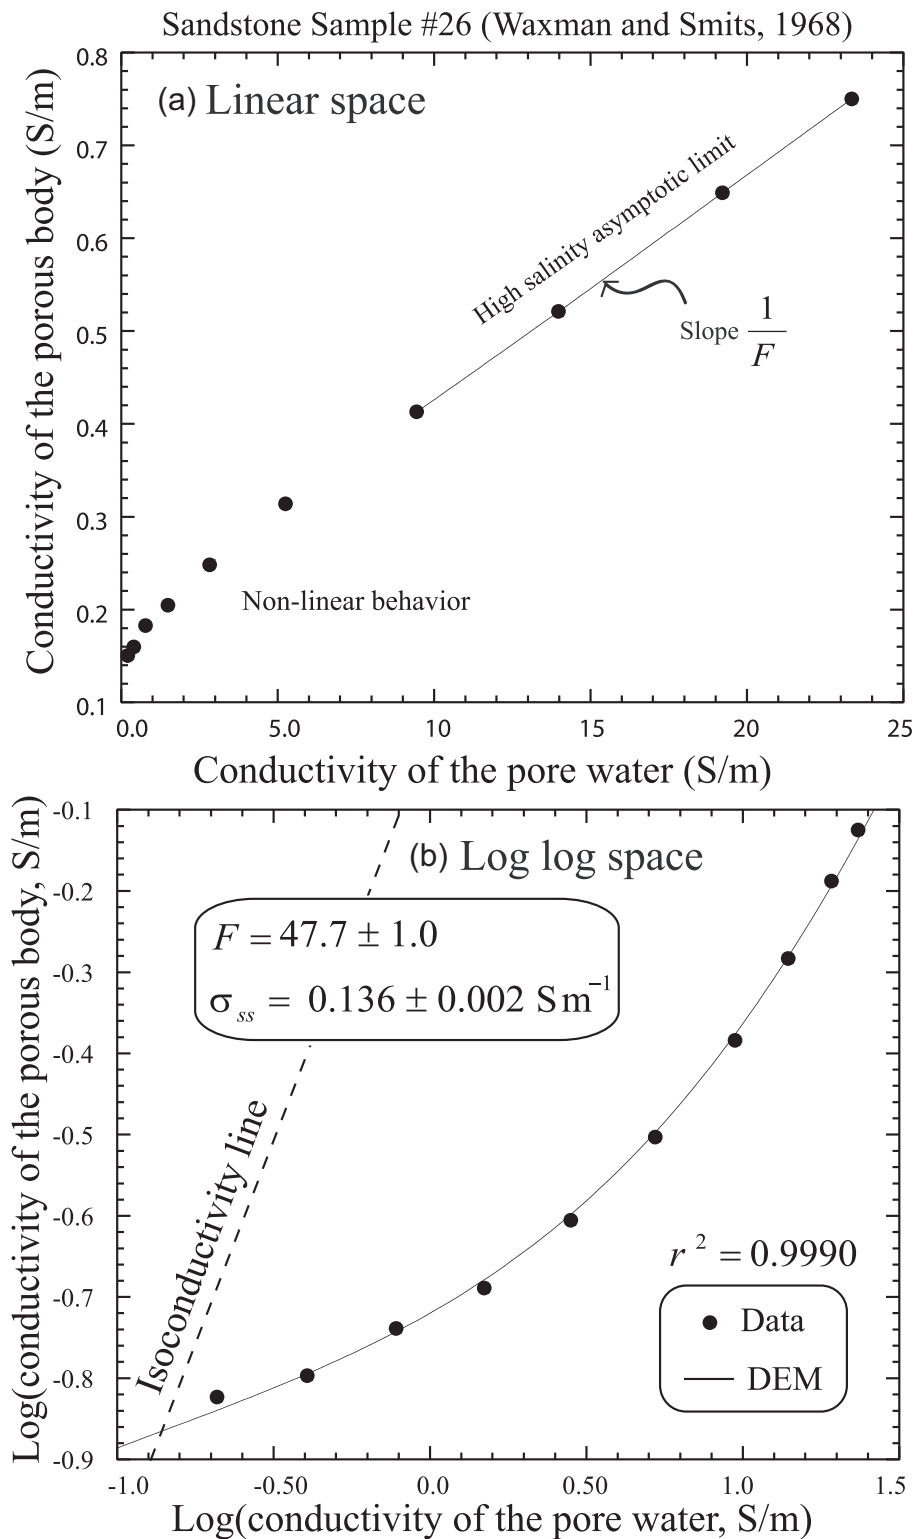 Sandstone Sample #26 (Waxman and Smits, 1968)
(a) Linear space
Conductivity of the porous body (S/m)
0.8
0.7
0.6
0.5
0.4
0.3
0.2
0.1
High salinity asymptotic limit
Slope 1/F
Non-linear behavior
0.0 5.0 10 15 20 25
Conductivity of the pore water (S/m)
(b) Log log space
Log(conductivity of the porous body, S/m)
-0.1
-0.2
-0.3
-0.4
-0.5
-0.6
-0.7
-0.8
-0.9
F = 47.7 ± 1.0
σss = 0.136 ± 0.002 S m⁻¹
Isoconductivity line
r² = 0.9990
Data
DEM
-1.0 -0.50 0.0 0.50 1.0 1.5
Log(conductivity of the pore water, S/m)